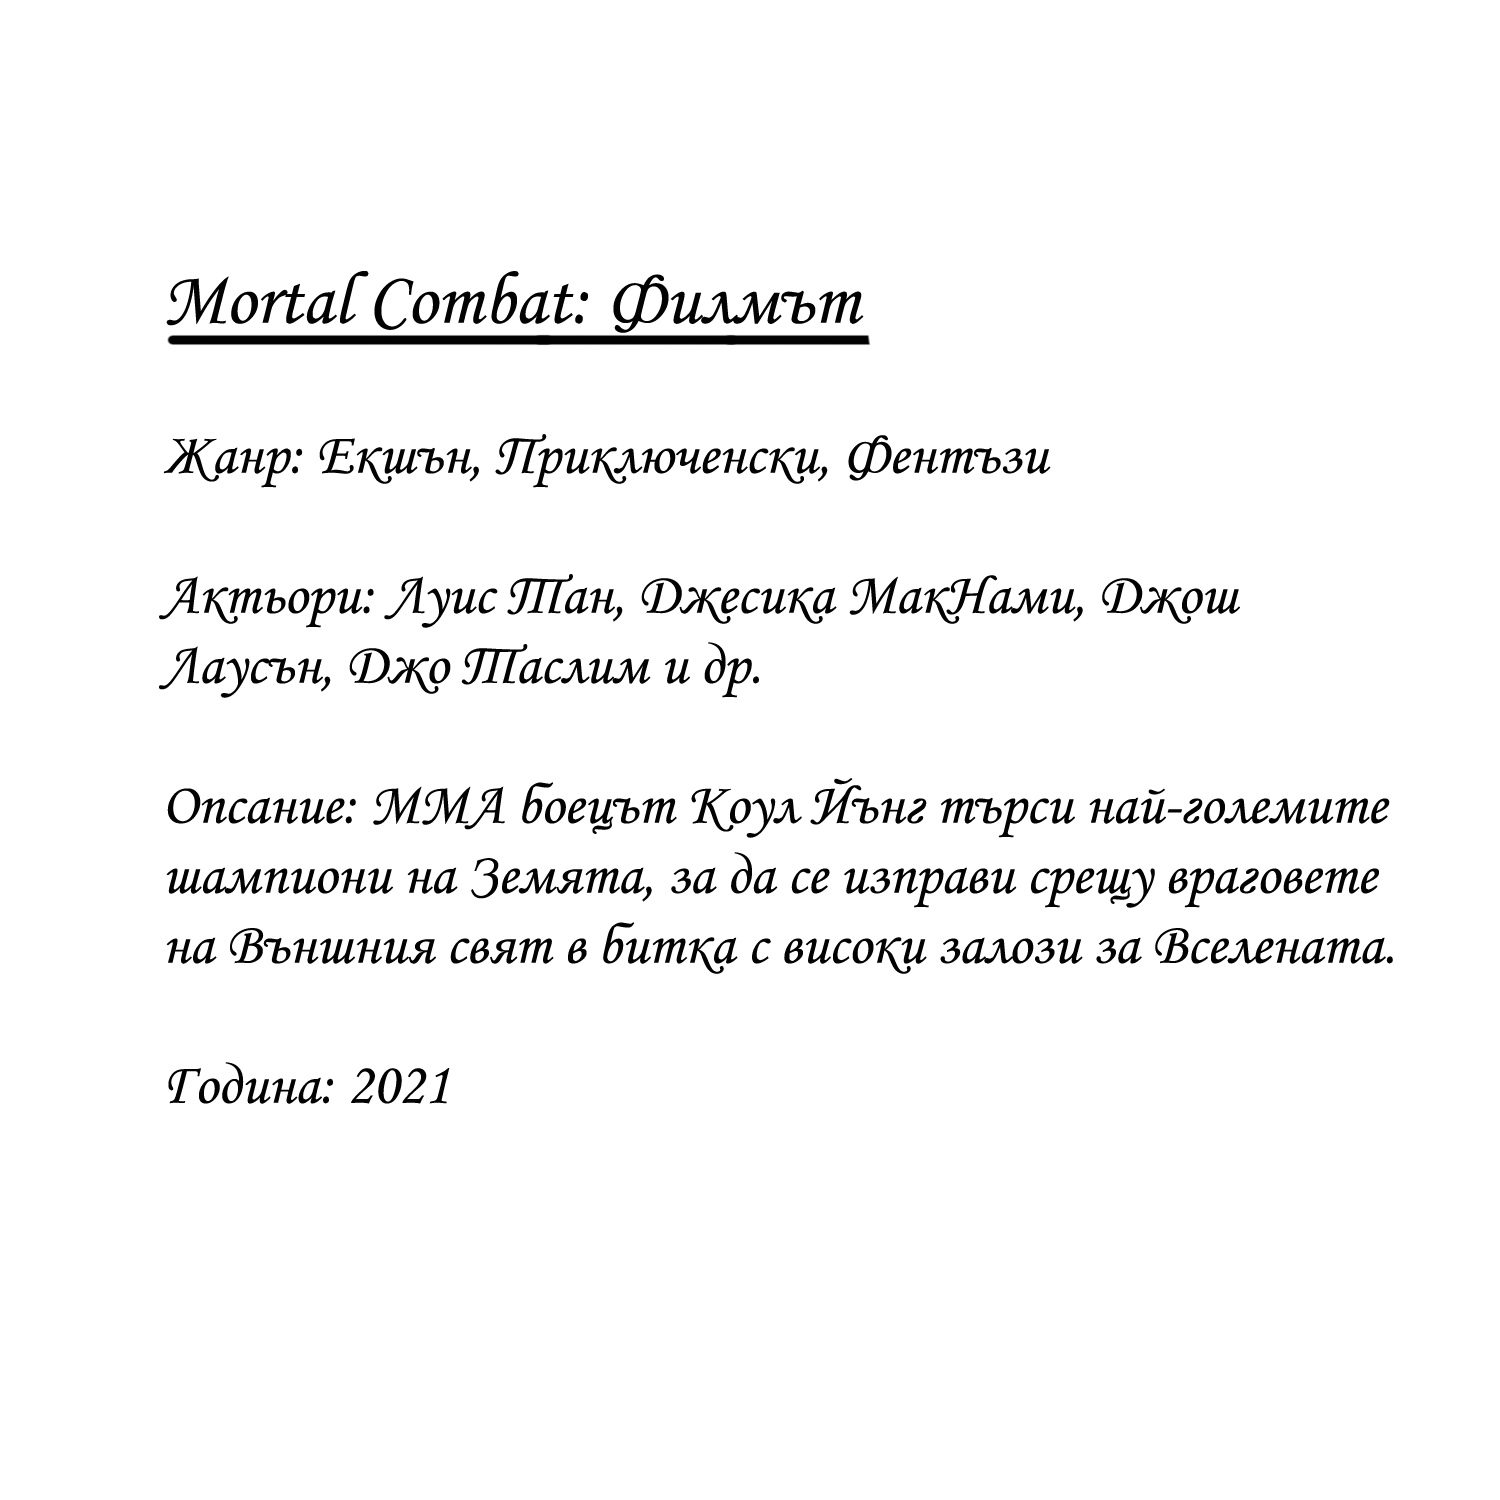 Mortal Combat: Филмът
Жанр: Екшън, Приключенски, Фентъзи
Актьори: Луис Тан, Джесика МакНами, Джош
Лаусън, Джо Таслим и др.
Опсание: ММА боецът Коул Йънг търси най-големите
шампиони на Земята, за да се изправи срещу враговете
на Външния свят в битка с високи залози за Вселената.
Година: 2021